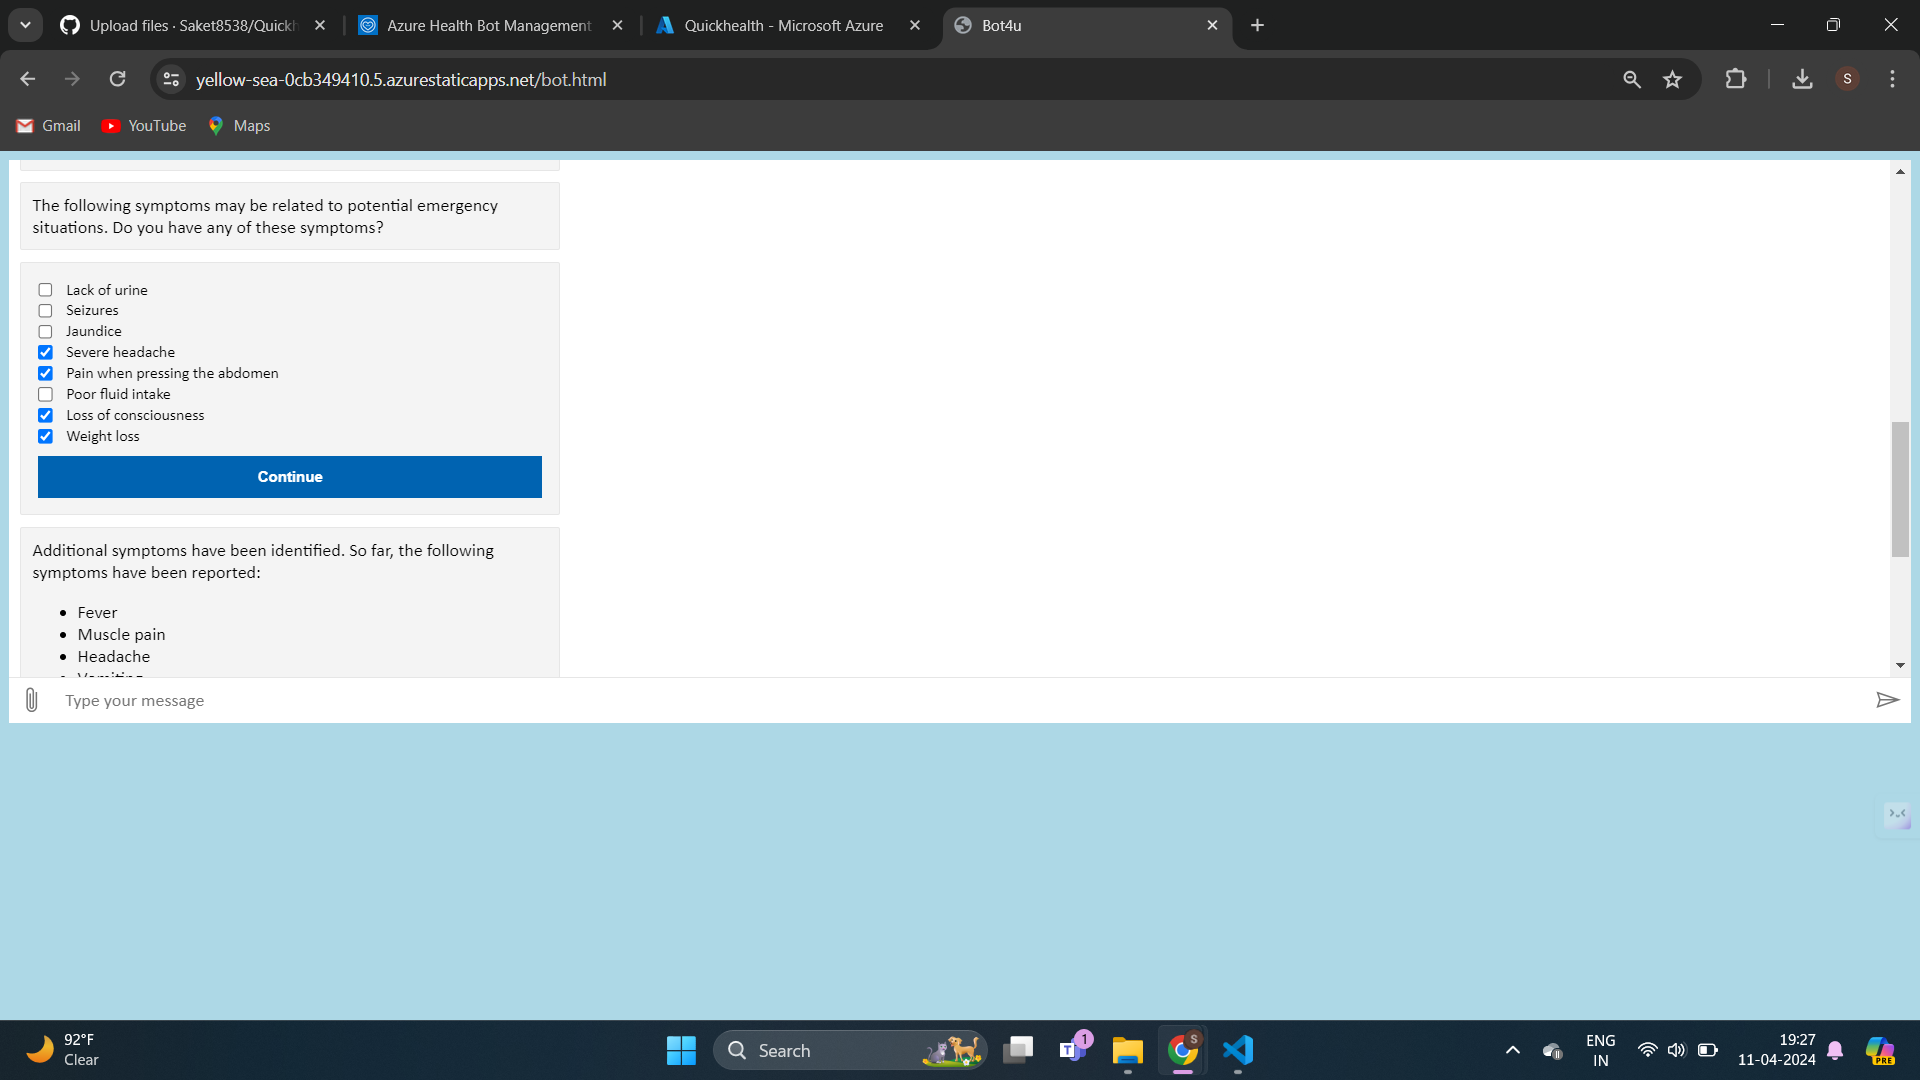 Upload files · Saket8538/Quickh
Azure Health Bot Management
Quickhealth - Microsoft Azure
Bot4u
yellow-sea-0cb349410.5.azurestaticapps.net/bot.html
S
Gmail
YouTube
Maps
The following symptoms may be related to potential emergency
situations. Do you have any of these symptoms?
Lack of urine
Seizures
Jaundice
Severe headache
Pain when pressing the abdomen
Poor fluid intake
Loss of consciousness
Weight loss
Continue
Additional symptoms have been identified. So far, the following
symptoms have been reported:
• Fever
• Muscle pain
• Headache
• Vomiting
Type your message
92°F
Clear
Search
1
T
S
ENG
IN
19:27
11-04-2024
PRE